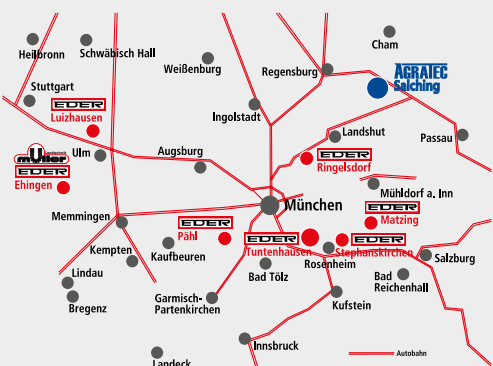 Cham
Heilbronn
Schwäbisch Hall
Weißenburg
Regensburg
AGRATEC
Salching
Stuttgart
EDER
Luizhausen
Ingolstadt
Landshut
Passau
müller
Ulm
Augsburg
EDER
Ringelsdorf
EDER
Ehingen
Mühldorf a. Inn
München
EDER
Matzing
Memmingen
EDER
Pähl
EDER
Tuntenhausen
EDER
Stephanskirchen
Kempten
Kaufbeuren
Rosenheim
Salzburg
Lindau
Bad Tölz
Bad
Reichenhall
Bregenz
Garmisch-
Partenkirchen
Kufstein
Innsbruck
Landeck
Autobahn